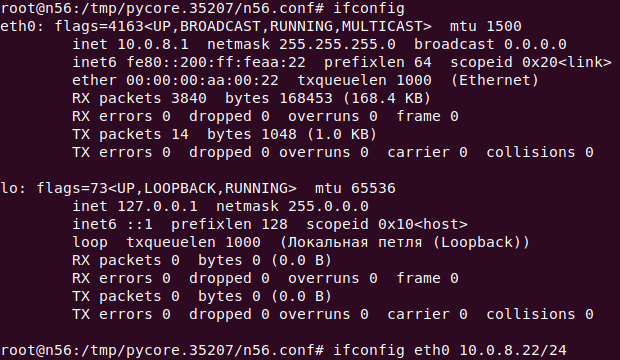 root@n56:/tmp/pycore.35207/n56.conf# ifconfig
eth0: flags=4163<UP,BROADCAST,RUNNING,MULTICAST>  mtu 1500
        inet 10.0.8.1  netmask 255.255.255.0  broadcast 0.0.0.0
        inet6 fe80::200:ff:feaa:22  prefixlen 64  scopeid 0x20<link>
        ether 00:00:00:aa:00:22  txqueuelen 1000  (Ethernet)
        RX packets 3840  bytes 168453 (168.4 KB)
        RX errors 0  dropped 0  overruns 0  frame 0
        TX packets 14  bytes 1048 (1.0 KB)
        TX errors 0  dropped 0 overruns 0  carrier 0  collisions 0
lo: flags=73<UP,LOOPBACK,RUNNING>  mtu 65536
        inet 127.0.0.1  netmask 255.0.0.0
        inet6 ::1  prefixlen 128  scopeid 0x10<host>
        loop  txqueuelen 1000  (Локальная петля (Loopback))
        RX packets 0  bytes 0 (0.0 B)
        RX errors 0  dropped 0  overruns 0  frame 0
        TX packets 0  bytes 0 (0.0 B)
        TX errors 0  dropped 0 overruns 0  carrier 0  collisions 0
root@n56:/tmp/pycore.35207/n56.conf# ifconfig eth0 10.0.8.22/24